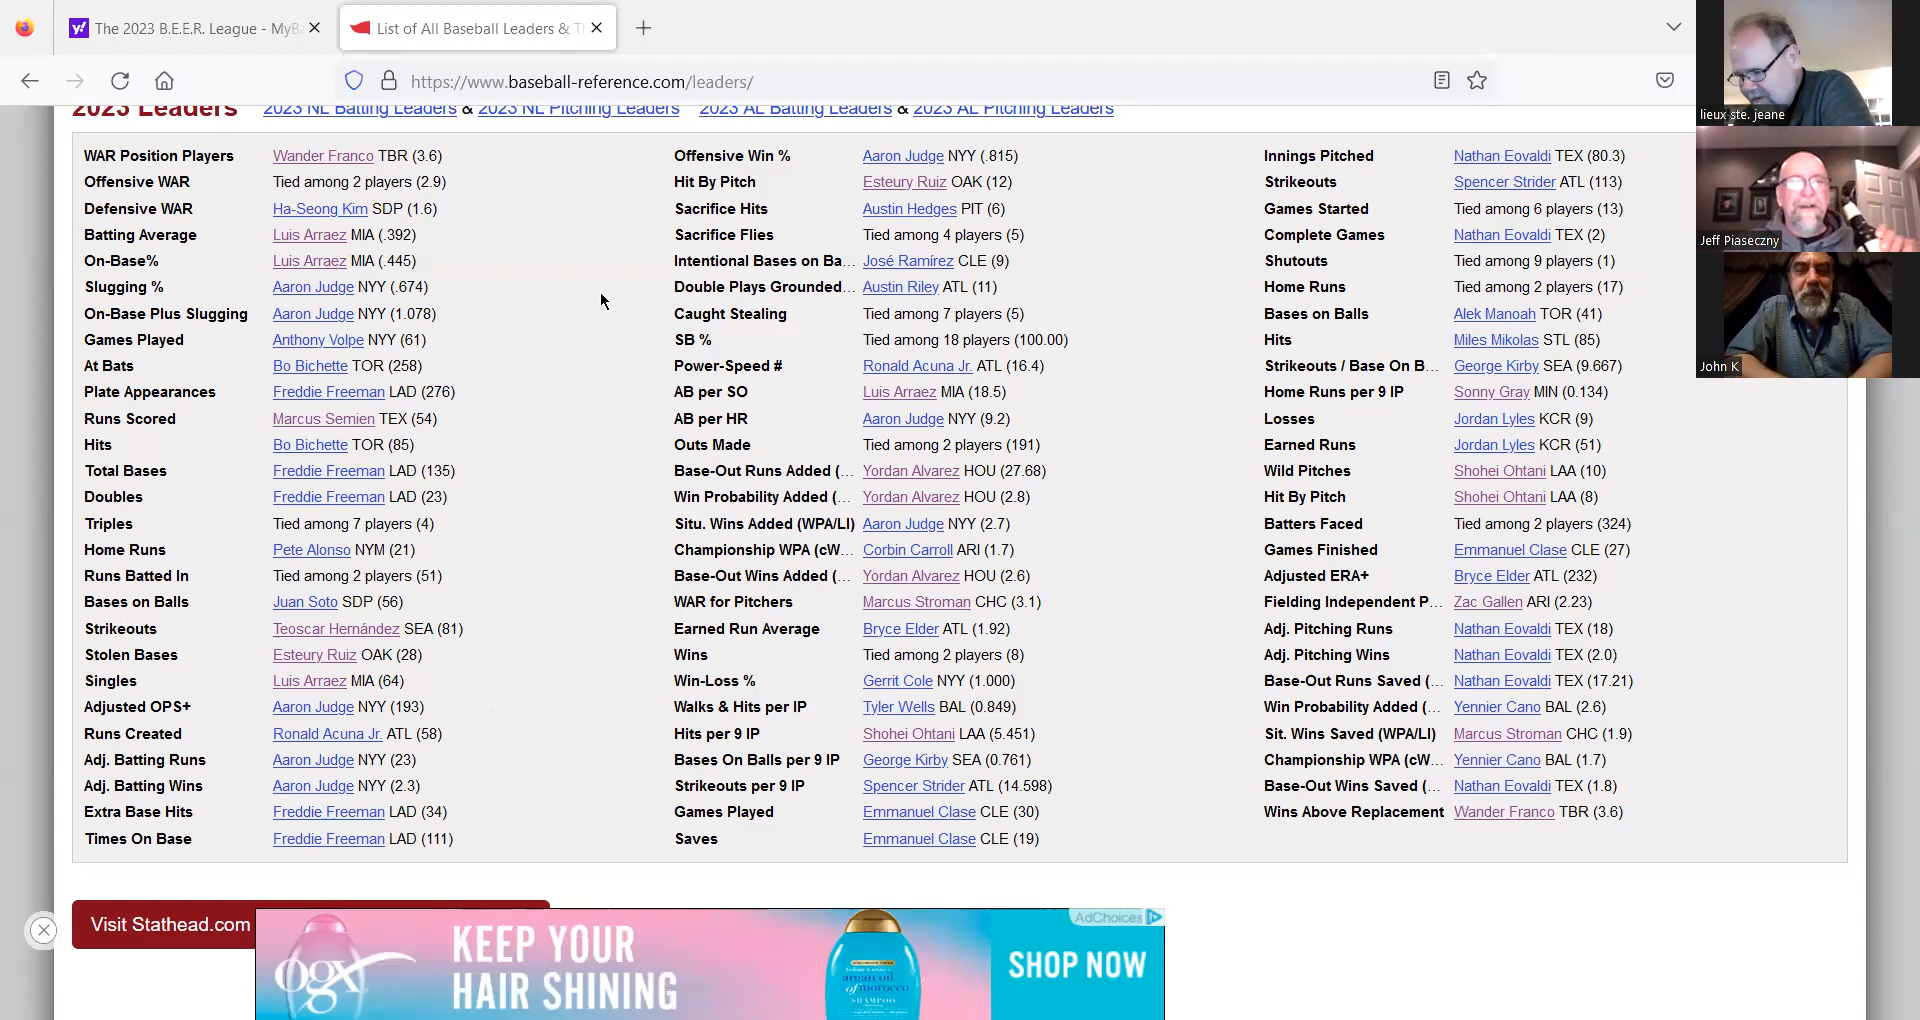 The 2023 B.E.E.R. League - MyBa
List of All Baseball Leaders & Th
https://www.baseball-reference.com/leaders/
2023 Leaders 2023 NL Batting Leaders & 2023 NL Pitching Leaders 2023 AL Batting Leaders & 2023 AL Pitching Leaders
WAR Position Players Wander Franco TBR (3.6)
Offensive WAR Tied among 2 players (2.9)
Defensive WAR Ha-Seong Kim SDP (1.6)
Batting Average Luis Arraez MIA (.392)
On-Base% Luis Arraez MIA (.445)
Slugging % Aaron Judge NYY (.674)
On-Base Plus Slugging Aaron Judge NYY (1.078)
Games Played Anthony Volpe NYY (61)
At Bats Bo Bichette TOR (258)
Plate Appearances Freddie Freeman LAD (276)
Runs Scored Marcus Semien TEX (54)
Hits Bo Bichette TOR (85)
Total Bases Freddie Freeman LAD (135)
Doubles Freddie Freeman LAD (23)
Triples Tied among 7 players (4)
Home Runs Pete Alonso NYM (21)
Runs Batted In Tied among 2 players (51)
Bases on Balls Juan Soto SDP (56)
Strikeouts Teoscar Hernández SEA (81)
Stolen Bases Esteury Ruiz OAK (28)
Singles Luis Arraez MIA (64)
Adjusted OPS+ Aaron Judge NYY (193)
Runs Created Ronald Acuna Jr. ATL (58)
Adj. Batting Runs Aaron Judge NYY (23)
Adj. Batting Wins Aaron Judge NYY (2.3)
Extra Base Hits Freddie Freeman LAD (34)
Times On Base Freddie Freeman LAD (111)
Offensive Win % Aaron Judge NYY (.815)
Hit By Pitch Esteury Ruiz OAK (12)
Sacrifice Hits Austin Hedges PIT (6)
Sacrifice Flies Tied among 4 players (5)
Intentional Bases on Ba... José Ramírez CLE (9)
Double Plays Grounded... Austin Riley ATL (11)
Caught Stealing Tied among 7 players (5)
SB % Tied among 18 players (100.00)
Power-Speed # Ronald Acuna Jr. ATL (16.4)
AB per SO Luis Arraez MIA (18.5)
AB per HR Aaron Judge NYY (9.2)
Outs Made Tied among 2 players (191)
Base-Out Runs Added (... Yordan Alvarez HOU (27.68)
Win Probability Added (... Yordan Alvarez HOU (2.8)
Situ. Wins Added (WPA/LI) Aaron Judge NYY (2.7)
Championship WPA (cW... Corbin Carroll ARI (1.7)
Base-Out Wins Added (... Yordan Alvarez HOU (2.6)
WAR for Pitchers Marcus Stroman CHC (3.1)
Earned Run Average Bryce Elder ATL (1.92)
Wins Tied among 2 players (8)
Win-Loss % Gerrit Cole NYY (1.000)
Walks & Hits per IP Tyler Wells BAL (0.849)
Hits per 9 IP Shohei Ohtani LAA (5.451)
Bases On Balls per 9 IP George Kirby SEA (0.761)
Strikeouts per 9 IP Spencer Strider ATL (14.598)
Games Played Emmanuel Clase CLE (30)
Saves Emmanuel Clase CLE (19)
Innings Pitched Nathan Eovaldi TEX (80.3)
Strikeouts Spencer Strider ATL (113)
Games Started Tied among 6 players (13)
Complete Games Nathan Eovaldi TEX (2)
Shutouts Tied among 9 players (1)
Home Runs Tied among 2 players (17)
Bases on Balls Alek Manoah TOR (41)
Hits Miles Mikolas STL (85)
Strikeouts / Base On B... George Kirby SEA (9.667)
Home Runs per 9 IP Sonny Gray MIN (0.134)
Losses Jordan Lyles KCR (9)
Earned Runs Jordan Lyles KCR (51)
Wild Pitches Shohei Ohtani LAA (10)
Hit By Pitch Shohei Ohtani LAA (8)
Batters Faced Tied among 2 players (324)
Games Finished Emmanuel Clase CLE (27)
Adjusted ERA+ Bryce Elder ATL (232)
Fielding Independent P... Zac Gallen ARI (2.23)
Adj. Pitching Runs Nathan Eovaldi TEX (18)
Adj. Pitching Wins Nathan Eovaldi TEX (2.0)
Base-Out Runs Saved (... Nathan Eovaldi TEX (17.21)
Win Probability Added (... Yennier Cano BAL (2.6)
Sit. Wins Saved (WPA/LI) Marcus Stroman CHC (1.9)
Championship WPA (cW... Yennier Cano BAL (1.7)
Base-Out Wins Saved (... Nathan Eovaldi TEX (1.8)
Wins Above Replacement Wander Franco TBR (3.6)
lieux ste. jeane
Jeff Piaseczny
John K
Visit Stathead.com
ogx
KEEP YOUR
HAIR SHINING
argan oil
of morocco
SHAMPOO
SHOP NOW
AdChoices